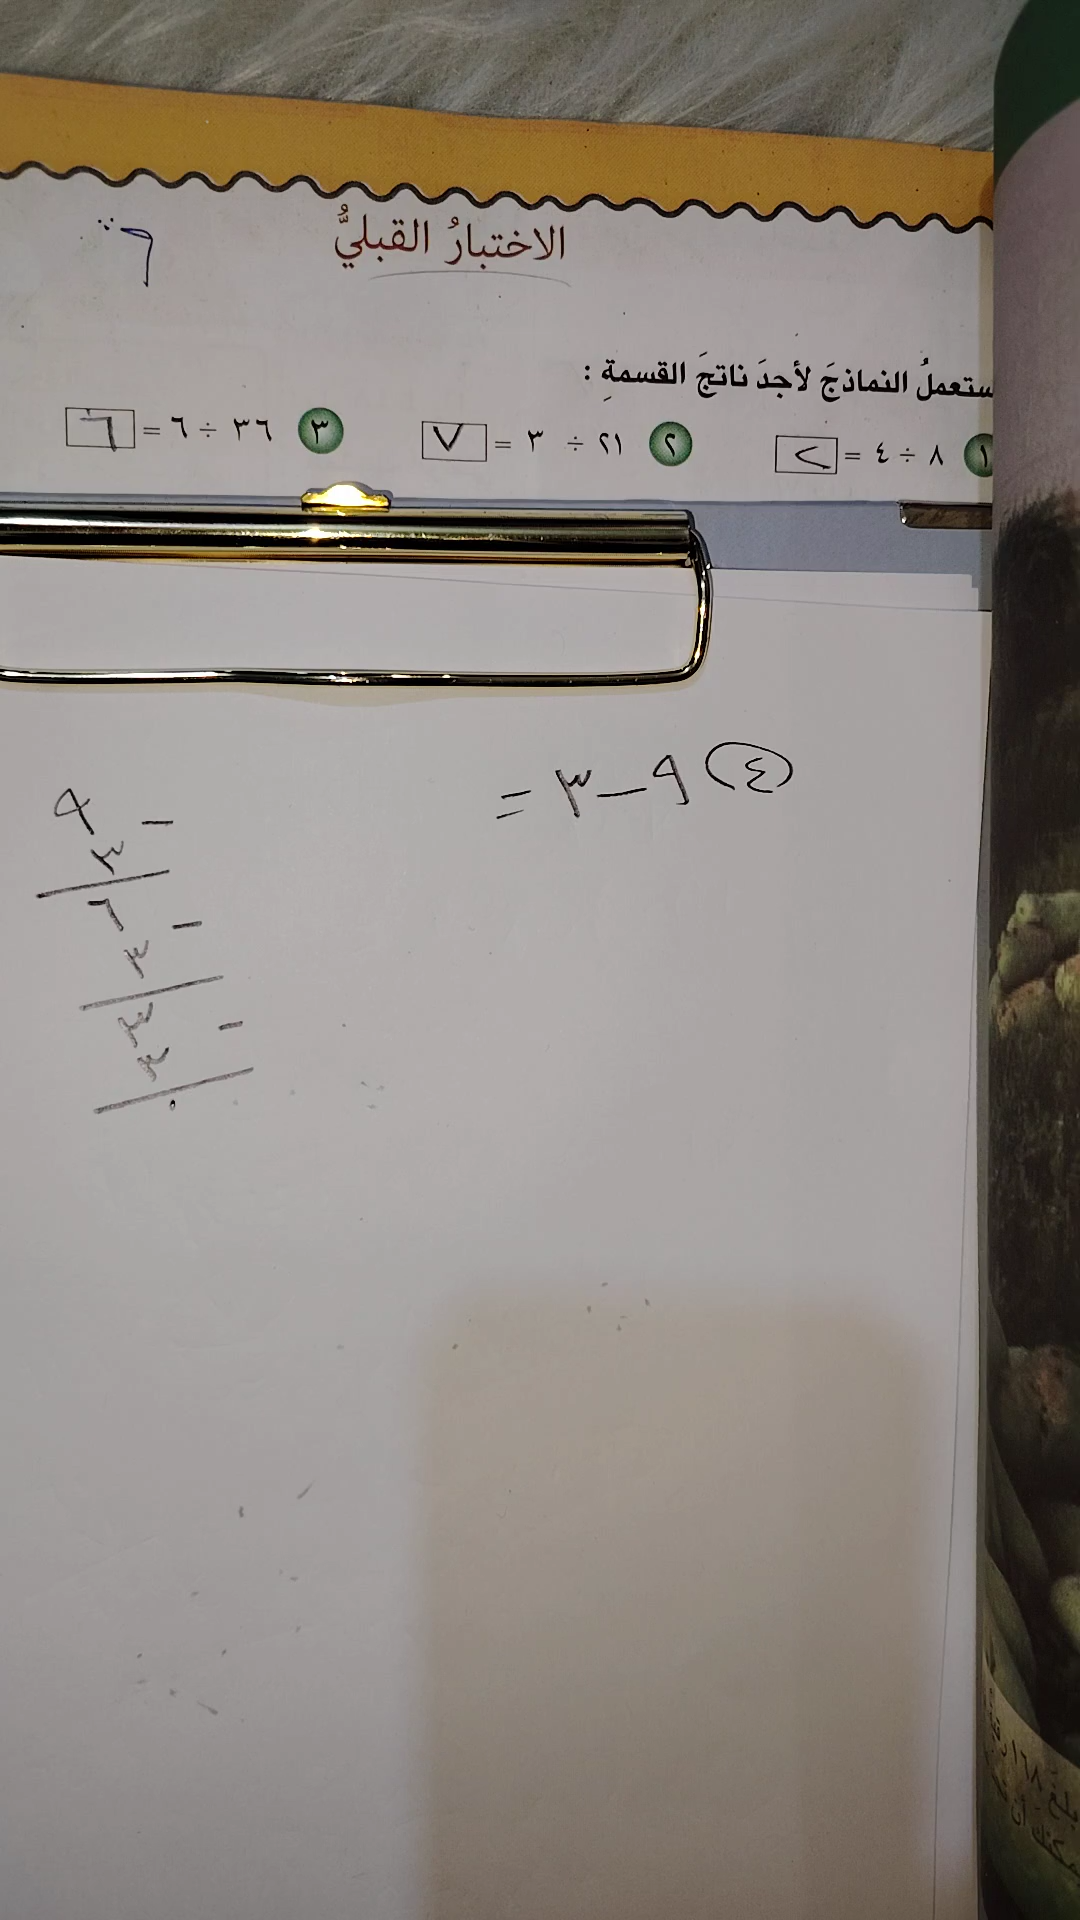 الاختبارُ القبليُّ
ستعملُ النماذجَ لأجدَ ناتجَ القسمةِ :
١ ٨ ÷ ٤ = ٢ ٢ ٢١ ÷ ٣ = ٧ ٣ ٣٦ ÷ ٦ = ٦
(٤) ٩ - ٣ =
٩ -
٣
٦ -
٣
٣ -
٣
٠
١٦٨